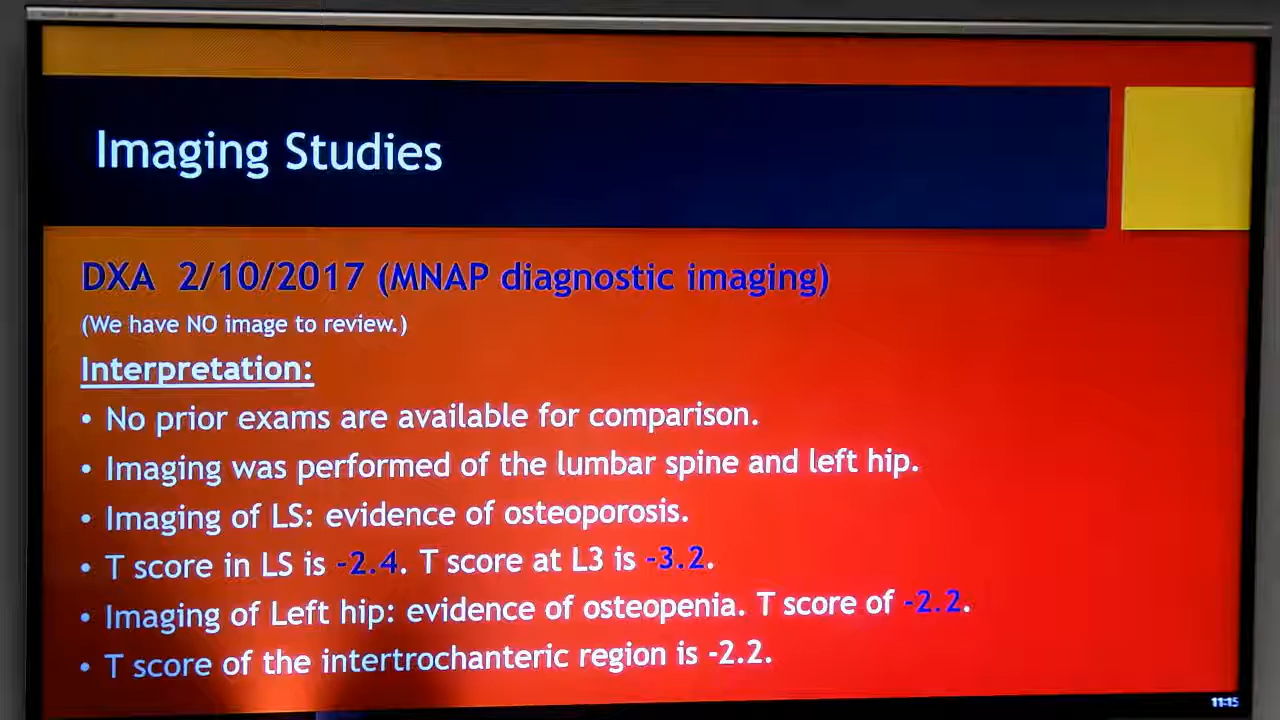 Imaging Studies
DXA 2/10/2017 (MNAP diagnostic imaging)
(We have NO image to review.)
Interpretation:
• No prior exams are available for comparison.
• Imaging was performed of the lumbar spine and left hip.
• Imaging of LS: evidence of osteoporosis.
• T score in LS is -2.4. T score at L3 is -3.2.
• Imaging of Left hip: evidence of osteopenia. T score of -2.2.
• T score of the intertrochanteric region is -2.2.
11:15